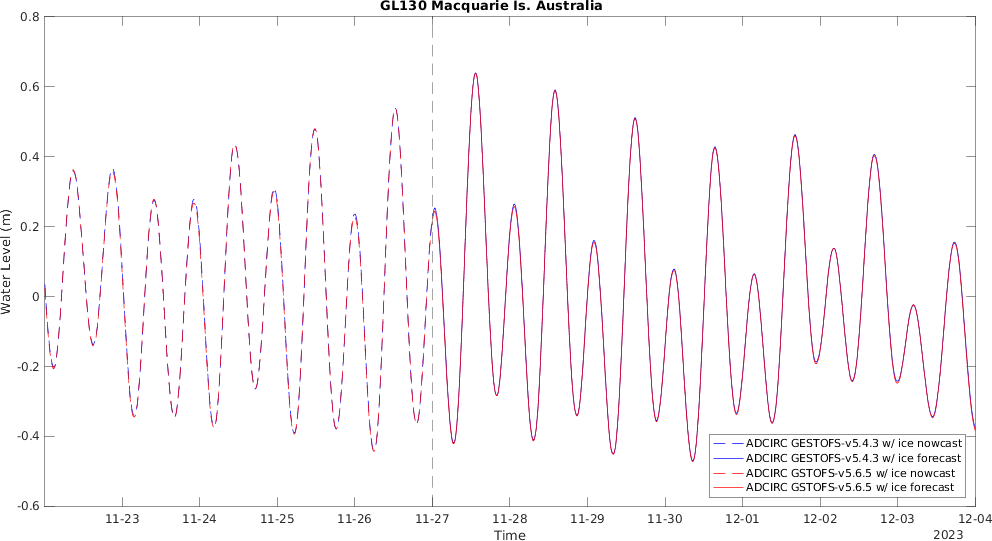 GL130 Macquarie Is. Australia
0.8
0.6
0.4
0.2
0
-0.2
-0.4
-0.6
Water Level (m)
ADCIRC GESTOFS-v5.4.3 w/ ice nowcast
ADCIRC GESTOFS-v5.4.3 w/ ice forecast
ADCIRC GSTOFS-v5.6.5 w/ ice nowcast
ADCIRC GSTOFS-v5.6.5 w/ ice forecast
11-23 11-24 11-25 11-26 11-27 11-28 11-29 11-30 12-01 12-02 12-03 12-04
Time
2023